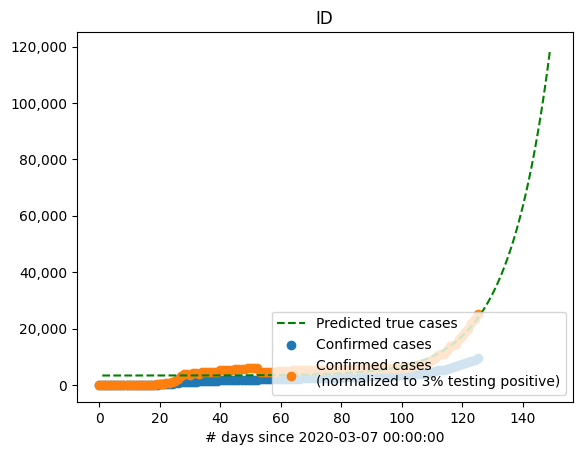 ID
120,000
100,000
80,000
60,000
40,000
20,000
0
Predicted true cases
Confirmed cases
Confirmed cases
(normalized to 3% testing positive)
0 20 40 60 80 100 120 140
# days since 2020-03-07 00:00:00